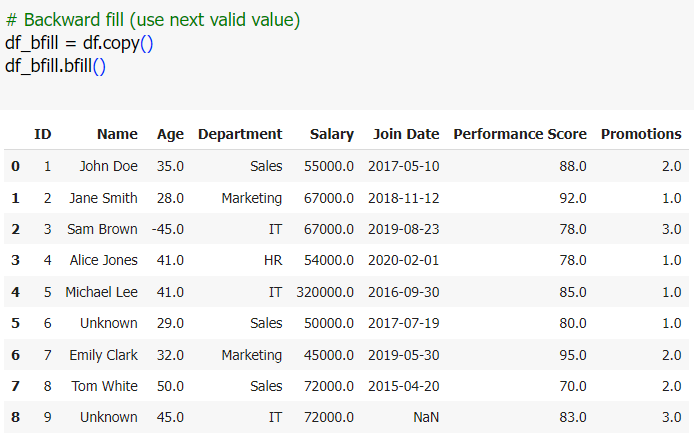 # Backward fill (use next valid value)
df_bfill = df.copy()
df_bfill.bfill()
ID Name Age Department Salary Join Date Performance Score Promotions
0 1 John Doe 35.0 Sales 55000.0 2017-05-10 88.0 2.0
1 2 Jane Smith 28.0 Marketing 67000.0 2018-11-12 92.0 1.0
2 3 Sam Brown -45.0 IT 67000.0 2019-08-23 78.0 3.0
3 4 Alice Jones 41.0 HR 54000.0 2020-02-01 78.0 1.0
4 5 Michael Lee 41.0 IT 320000.0 2016-09-30 85.0 1.0
5 6 Unknown 29.0 Sales 50000.0 2017-07-19 80.0 1.0
6 7 Emily Clark 32.0 Marketing 45000.0 2019-05-30 95.0 2.0
7 8 Tom White 50.0 Sales 72000.0 2015-04-20 70.0 2.0
8 9 Unknown 45.0 IT 72000.0 NaN 83.0 3.0